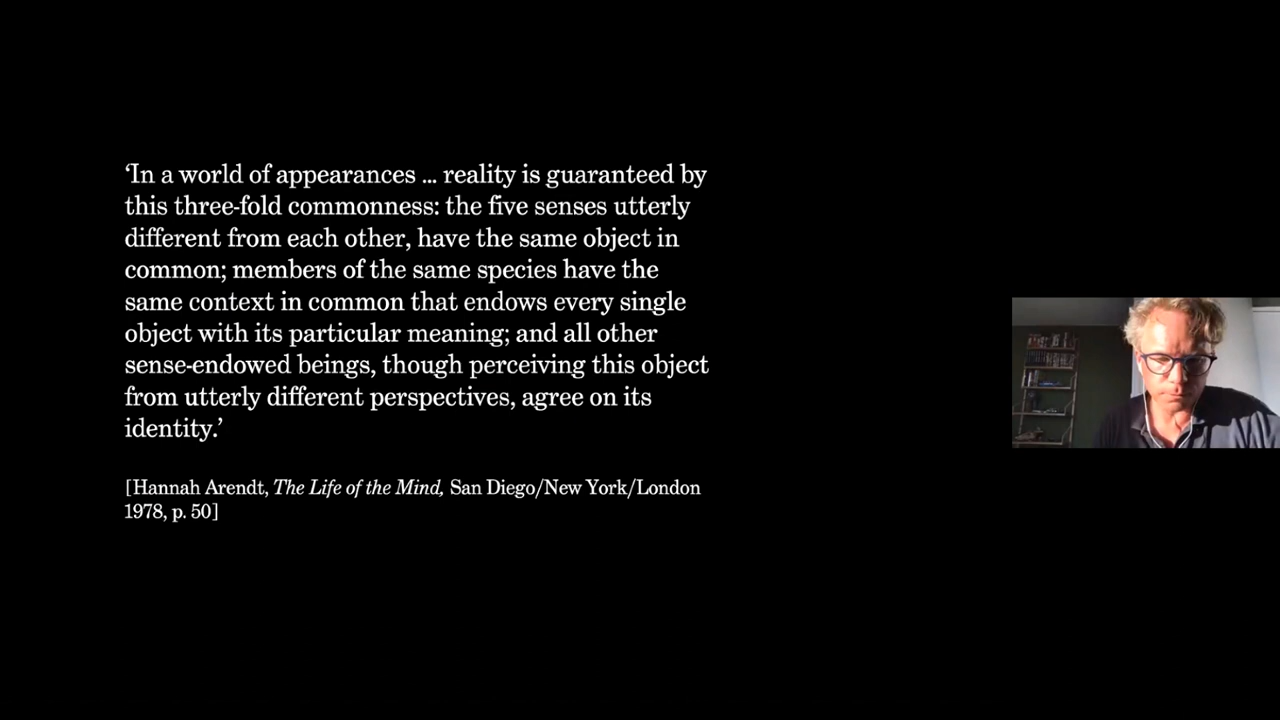 ‘In a world of appearances ... reality is guaranteed by
this three-fold commonness: the five senses utterly
different from each other, have the same object in
common; members of the same species have the
same context in common that endows every single
object with its particular meaning; and all other
sense-endowed beings, though perceiving this object
from utterly different perspectives, agree on its
identity.’
[Hannah Arendt, The Life of the Mind, San Diego/New York/London
1978, p. 50]